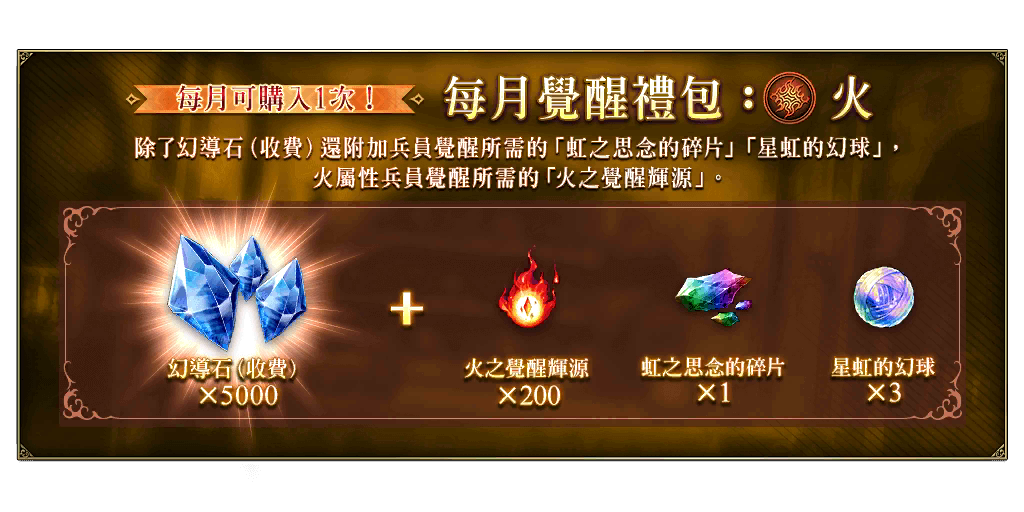 每月可購入1次！
每月覺醒禮包：火
除了幻導石(收費)還附加兵員覺醒所需的「虹之思念的碎片」「星虹的幻球」，
火屬性兵員覺醒所需的「火之覺醒輝源」。
+
幻導石(收費)
×5000
火之覺醒輝源
×200
虹之思念的碎片
×1
星虹的幻球
×3